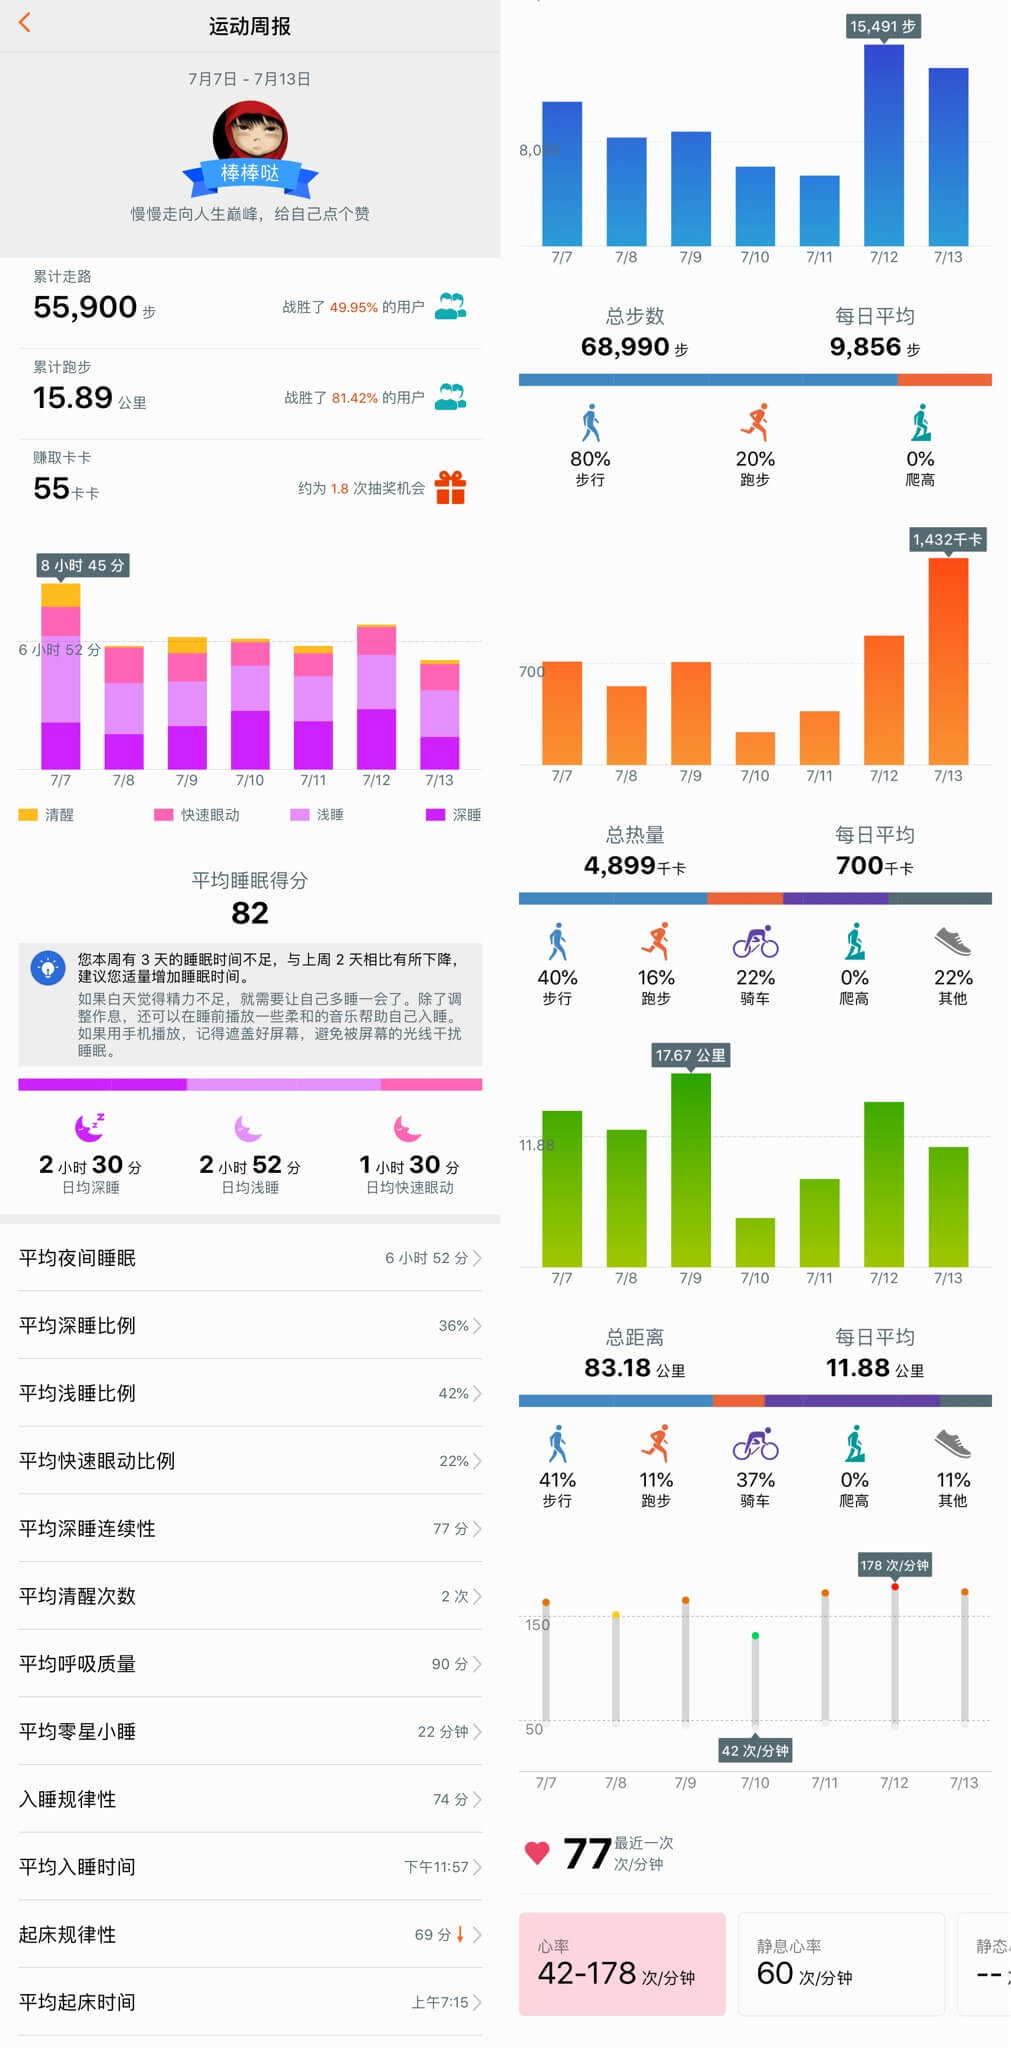 运动周报
7月7日 - 7月13日
棒棒哒
慢慢走向人生巅峰，给自己点个赞
累计走路
55,900 步
战胜了 49.95% 的用户
累计跑步
15.89 公里
战胜了 81.42% 的用户
赚取卡卡
55卡卡
约为 1.8 次抽奖机会
8 小时 45 分
6 小时 52 分
7/7 7/8 7/9 7/10 7/11 7/12 7/13
清醒 快速眼动 浅睡 深睡
平均睡眠得分
82
您本周有 3 天的睡眠时间不足，与上周 2 天相比有所下降，
建议您适量增加睡眠时间。
如果白天觉得精力不足，就需要让自己多睡一会了。除了调
整作息，还可以在睡前播放一些柔和的音乐帮助自己入睡。
如果用手机播放，记得遮盖好屏幕，避免被屏幕的光线干扰
睡眠。
2 小时 30 分 2 小时 52 分 1 小时 30 分
日均深睡 日均浅睡 日均快速眼动
平均夜间睡眠 6 小时 52 分
平均深睡比例 36%
平均浅睡比例 42%
平均快速眼动比例 22%
平均深睡连续性 77 分
平均清醒次数 2 次
平均呼吸质量 90 分
平均零星小睡 22 分钟
入睡规律性 74 分
平均入睡时间 下午11:57
起床规律性 69 分
平均起床时间 上午7:15
15,491 步
7/7 7/8 7/9 7/10 7/11 7/12 7/13
总步数 每日平均
68,990 步 9,856 步
80% 20% 0%
步行 跑步 爬高
1,432千卡
700
7/7 7/8 7/9 7/10 7/11 7/12 7/13
总热量 每日平均
4,899千卡 700千卡
40% 16% 22% 0% 22%
步行 跑步 骑车 爬高 其他
17.67 公里
11.88
7/7 7/8 7/9 7/10 7/11 7/12 7/13
总距离 每日平均
83.18 公里 11.88 公里
41% 11% 37% 0% 11%
步行 跑步 骑车 爬高 其他
178 次/分钟
150
50
42 次/分钟
7/7 7/8 7/9 7/10 7/11 7/12 7/13
77 最近一次
次/分钟
心率 静息心率 静态
42-178 次/分钟 60 次/分钟 --